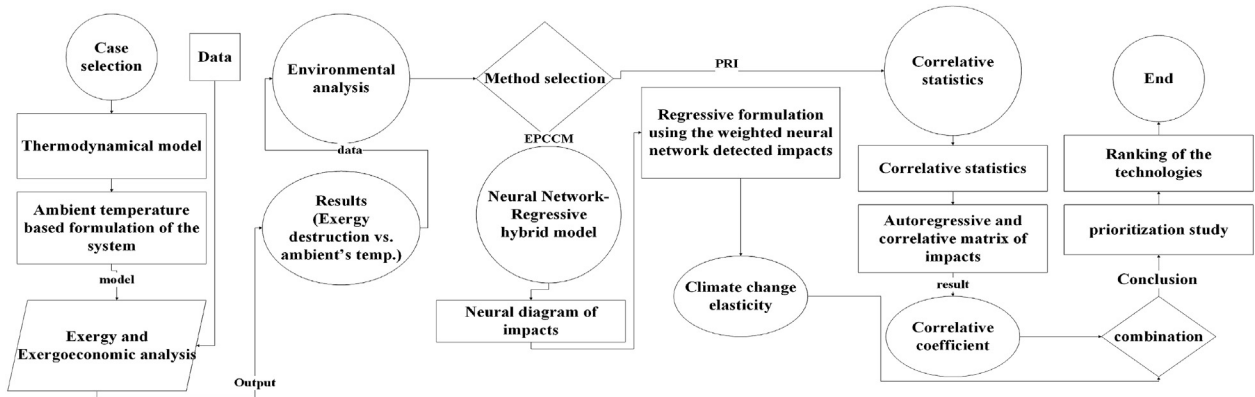 Case
selection
Data
Thermodynamical model
Ambient temperature
based formulation of the
system
model
Exergy and
Exergoeconomic analysis
Output
Results
(Exergy
destruction vs.
ambient's temp.)
data
Environmental
analysis
Method selection
EPCCM
Neural Network-
Regressive
hybrid model
Neural diagram of
impacts
Regressive formulation
using the weighted neural
network detected impacts
Climate change
elasticity
PRI
Correlative
statistics
Correlative statistics
Autoregressive and
correlative matrix of
impacts
result
Correlative
coefficient
combination
Conclusion
prioritization study
Ranking of the
technologies
End